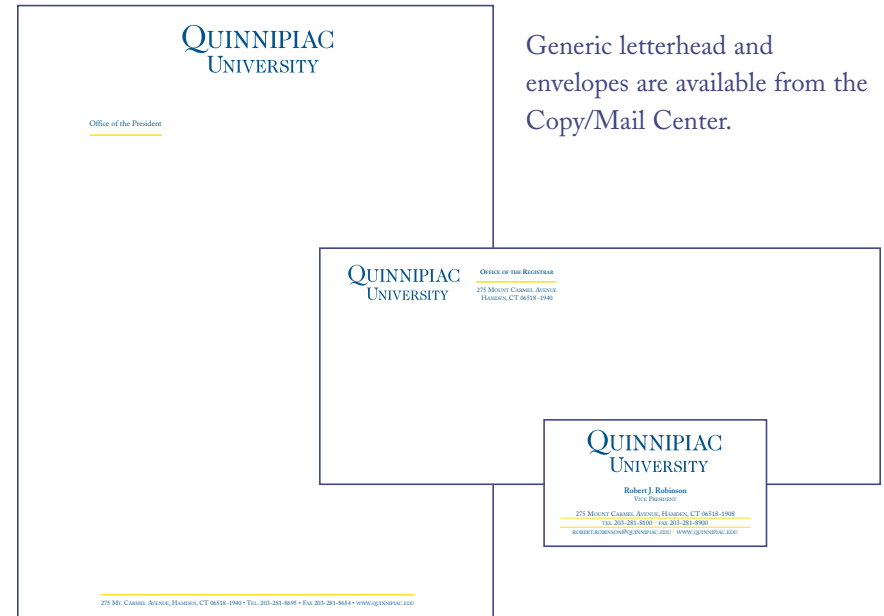 QUINNIPIAC
UNIVERSITY
Generic letterhead and
envelopes are available from the
Copy/Mail Center.
Office of the President
QUINNIPIAC
UNIVERSITY
OFFICE OF THE REGISTRAR
275 MOUNT CARMEL AVENUE
HAMDEN, CT 06518-1940
QUINNIPIAC
UNIVERSITY
Robert J. Robinson
VICE PRESIDENT
275 MOUNT CARMEL AVENUE, HAMDEN, CT 06518-1908
TEL 203-281-8100 · FAX 203-281-8900
ROBERT.ROBINSON@QUINNIPIAC.EDU · WWW.QUINNIPIAC.EDU
275 MT. CARMEL AVENUE, HAMDEN, CT 06518-1940 • TEL. 203-281-8695 • FAX 203-281-8654 • WWW.QUINNIPIAC.EDU